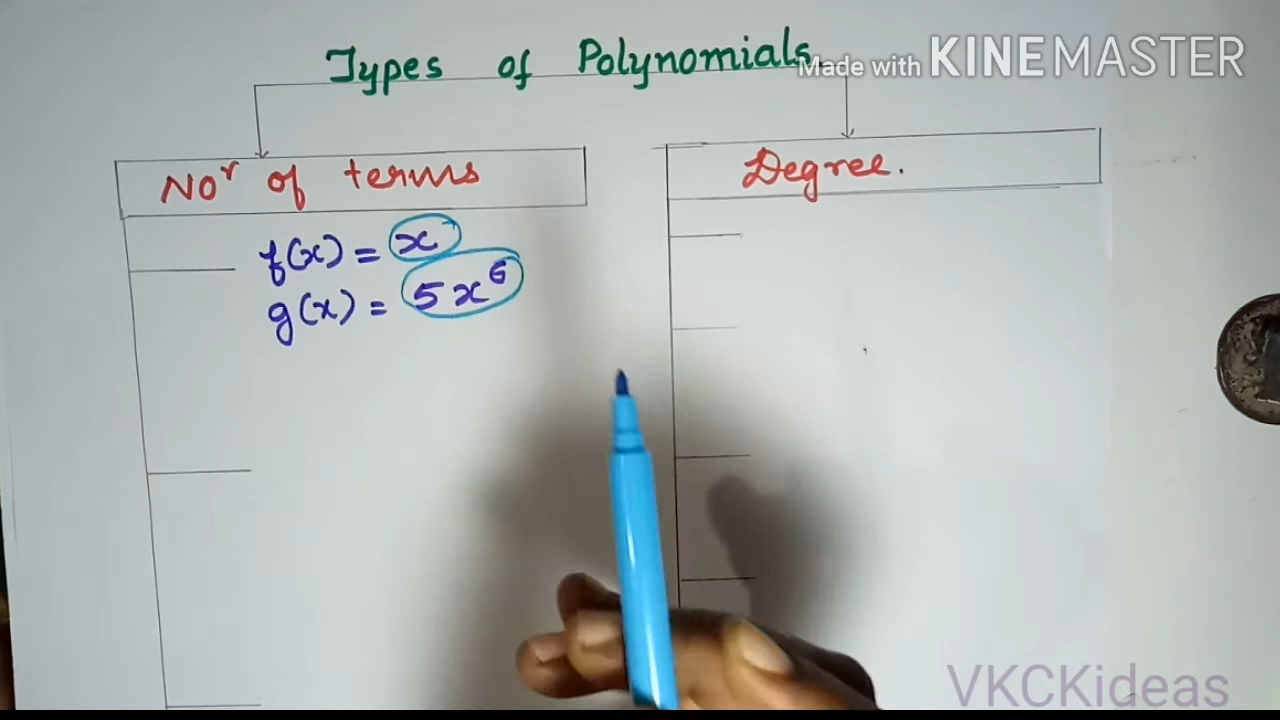 Types of Polynomials
Made with KINEMASTER
Noʳ of terms
Degree.
f(x) = x
g(x) = 5x⁶
VKCKideas